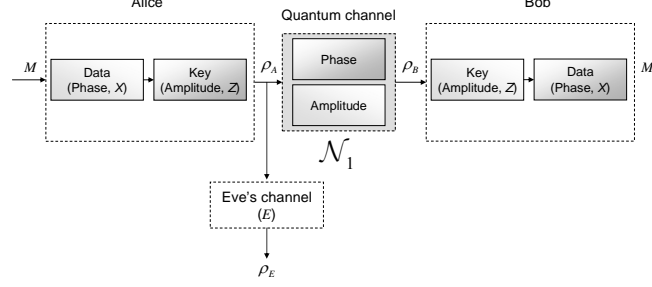 Alice
Quantum channel
Bob
M
Data
(Phase, X)
Key
(Amplitude, Z)
ρA
Phase
Amplitude
𝒩1
ρB
Key
(Amplitude, Z)
Data
(Phase, X)
M
Eve's channel
(E)
ρE